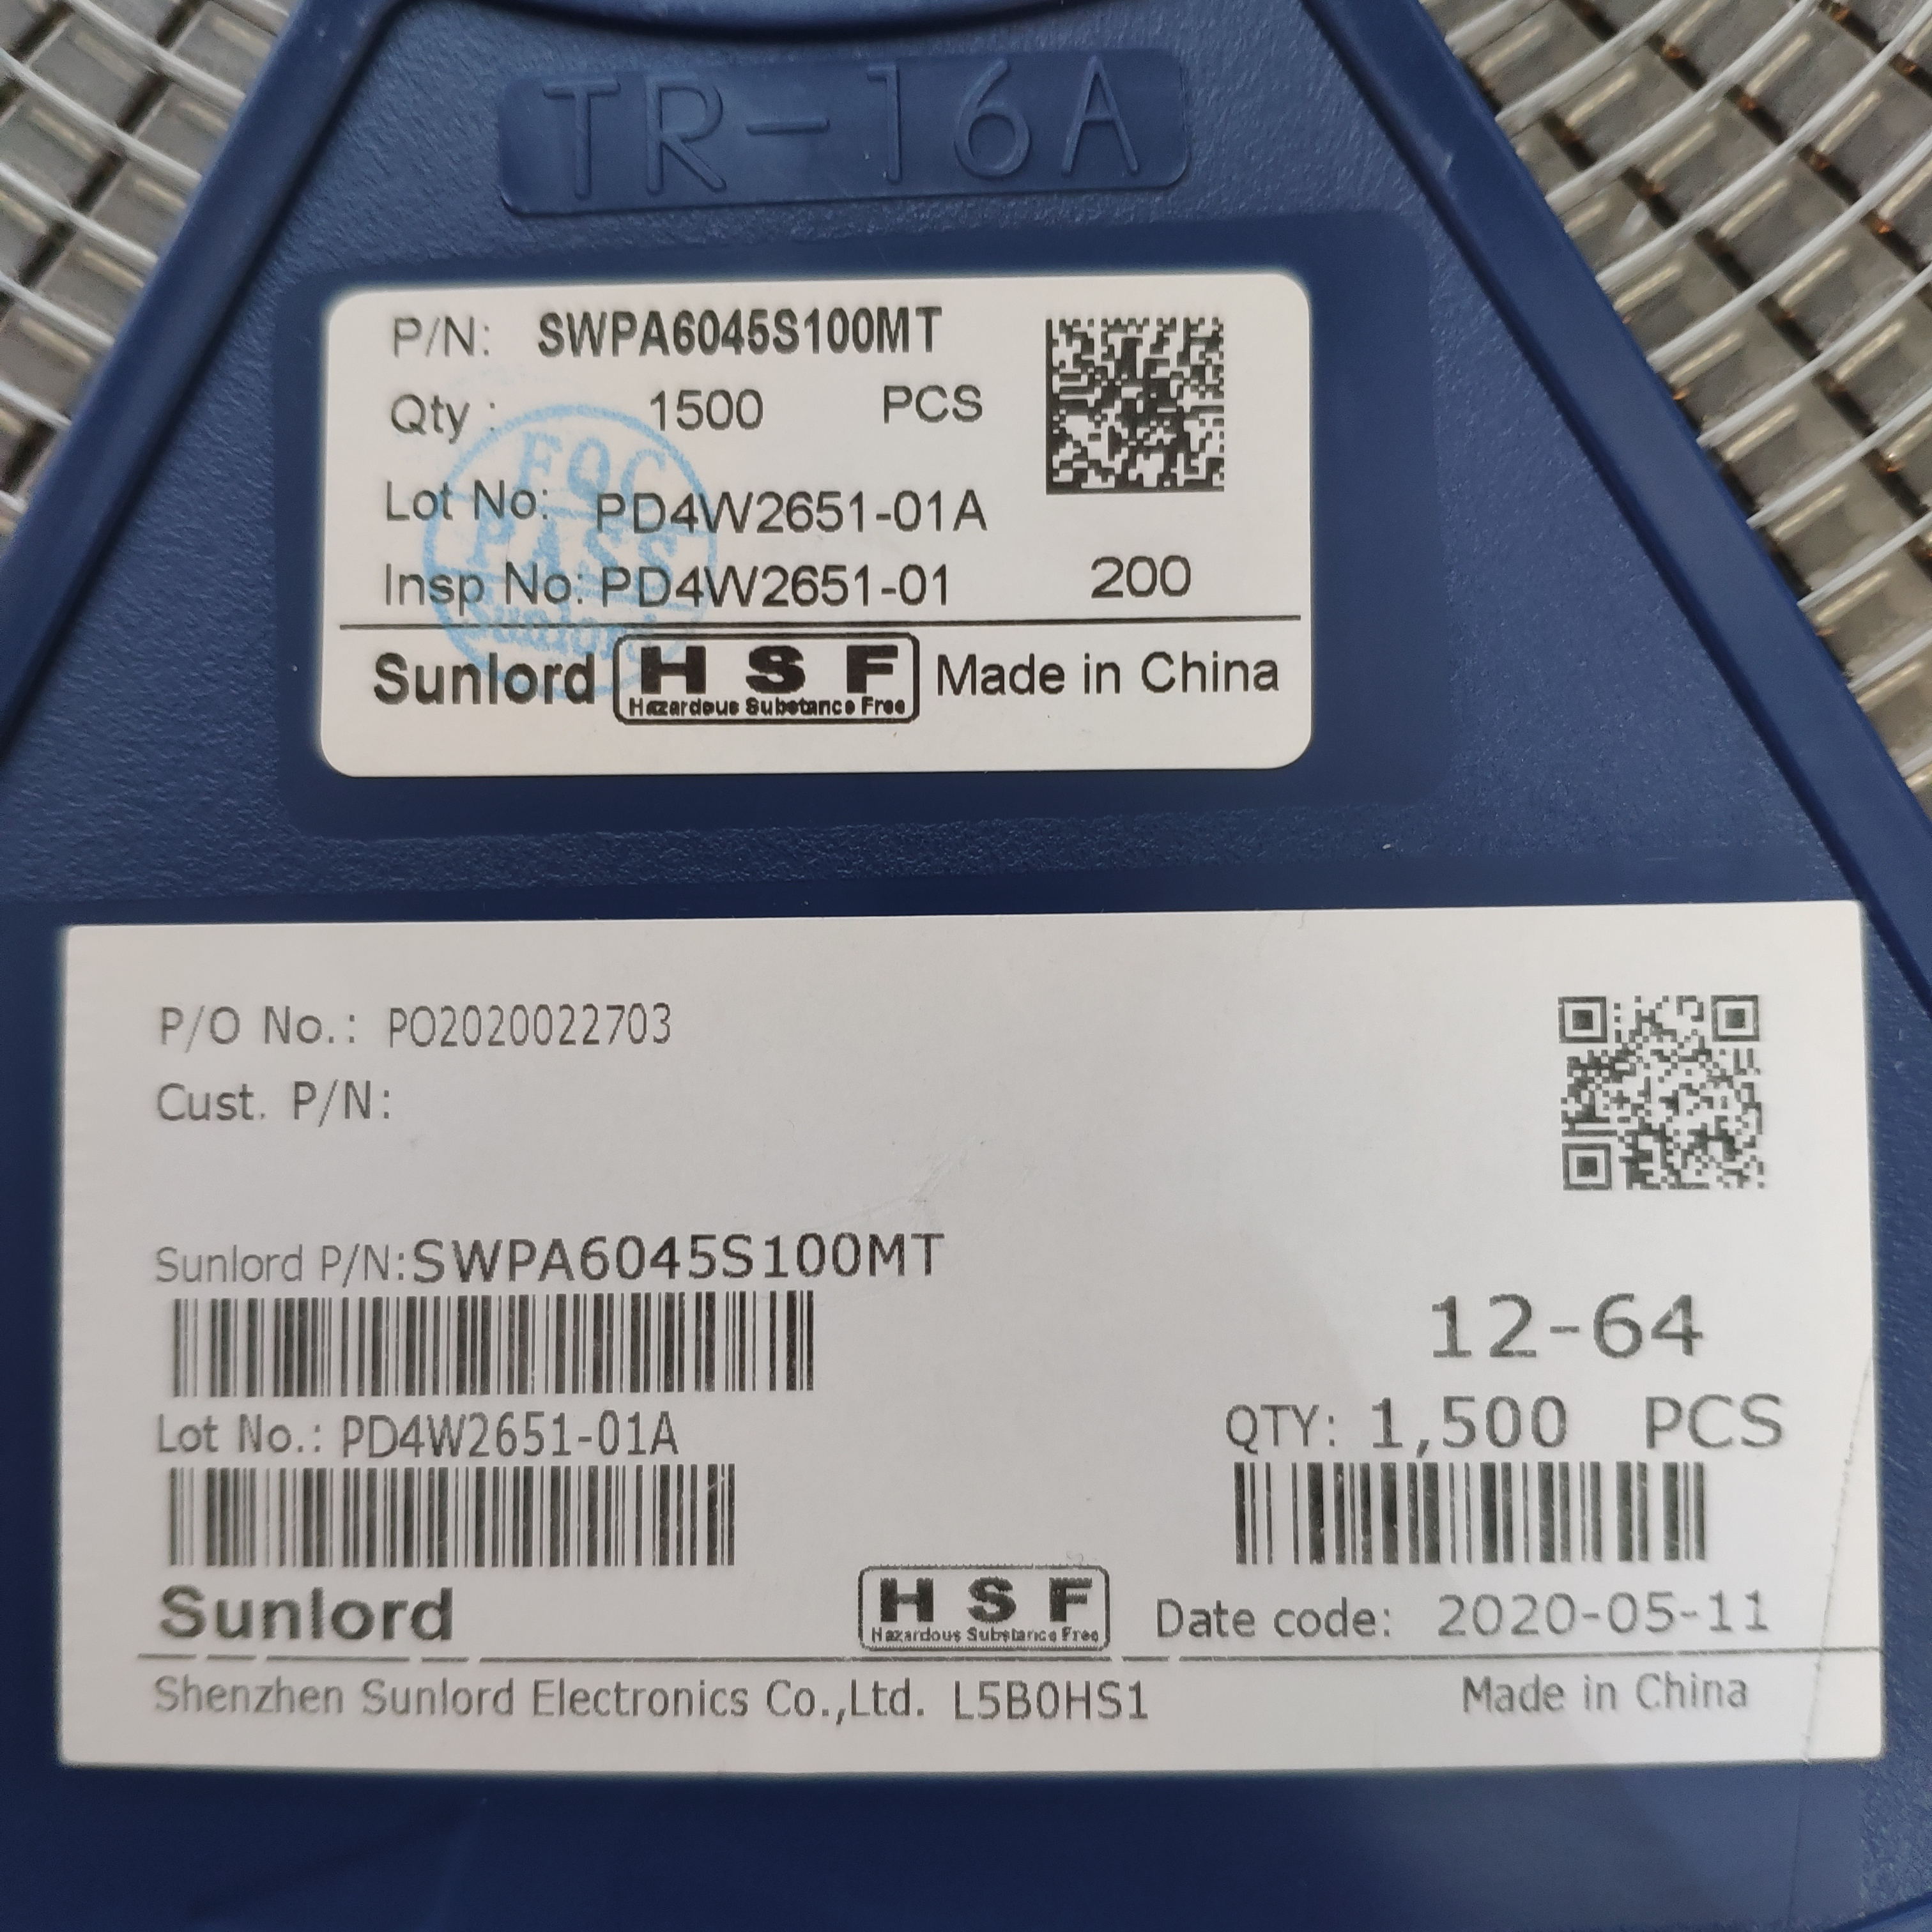 TR-16A
P/N: SWPA6045S100MT
Qty : 1500 PCS
FQC
Lot No: PD4W2651-01A
PASS
Insp No: PD4W2651-01 200
Sunlord
Sunlord HSF Made in China
Hazardous Substance Free
P/O No.: PO2020022703
Cust. P/N:
Sunlord P/N:SWPA6045S100MT
12-64
Lot No.: PD4W2651-01A
QTY: 1,500 PCS
Sunlord
HSF
Hazardous Substance Free
Date code: 2020-05-11
Shenzhen Sunlord Electronics Co.,Ltd. L5B0HS1 Made in China